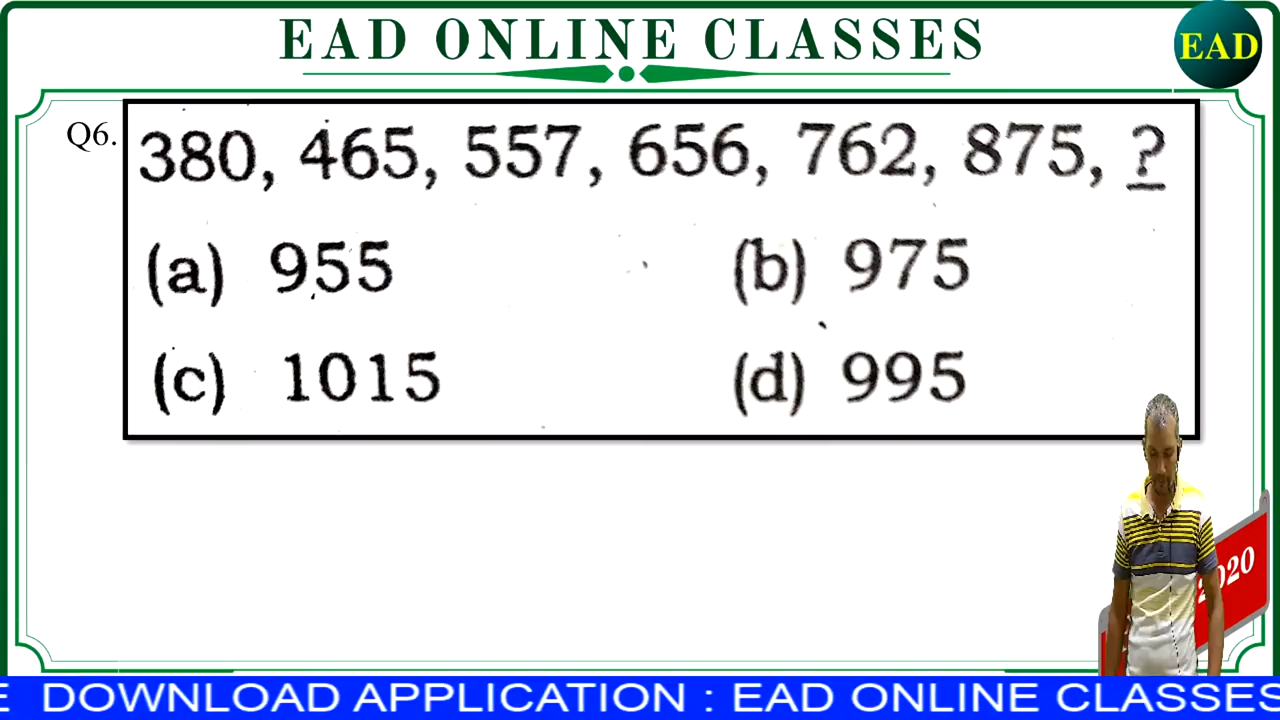 EAD ONLINE CLASSES
EAD
Q6. 380, 465, 557, 656, 762, 875, ?
(a) 955 (b) 975
(c) 1015 (d) 995
2020
E DOWNLOAD APPLICATION : EAD ONLINE CLASSES